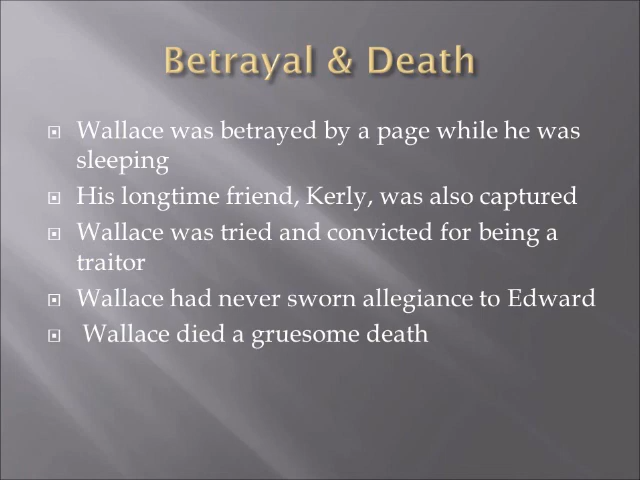 Betrayal & Death
Wallace was betrayed by a page while he was
sleeping
His longtime friend, Kerly, was also captured
Wallace was tried and convicted for being a
traitor
Wallace had never sworn allegiance to Edward
Wallace died a gruesome death